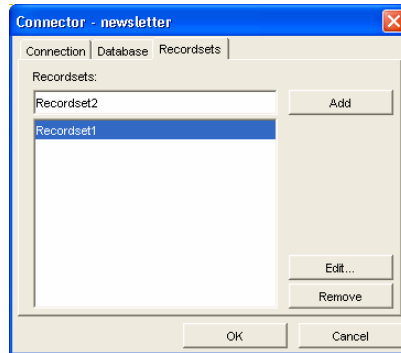 Connector - newsletter
Connection Database Recordsets
Recordsets:
Recordset2 Add
Recordset1
Edit...
Remove
OK Cancel